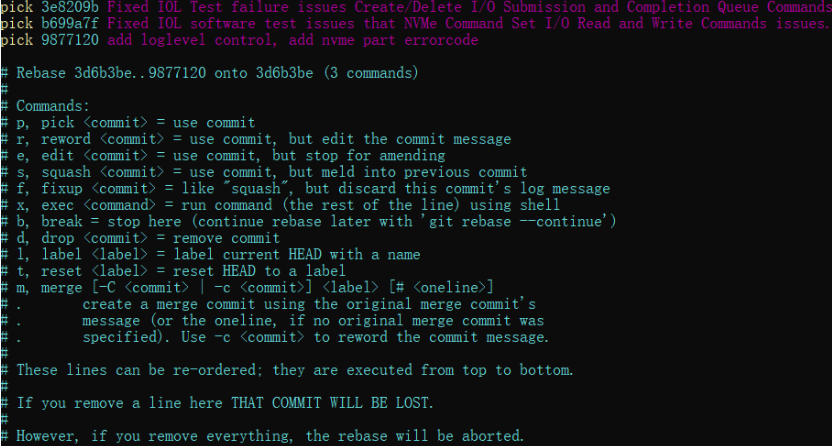 pick 3e8209b Fixed IOL Test failure issues Create/Delete I/O Submission and Completion Queue Commands
pick b699a7f Fixed IOL software test issues that NVMe Command Set I/O Read and Write Commands issues.
pick 9877120 add loglevel control, add nvme part errorcode
# Rebase 3d6b3be..9877120 onto 3d6b3be (3 commands)
#
# Commands:
# p, pick <commit> = use commit
# r, reword <commit> = use commit, but edit the commit message
# e, edit <commit> = use commit, but stop for amending
# s, squash <commit> = use commit, but meld into previous commit
# f, fixup <commit> = like "squash", but discard this commit's log message
# x, exec <command> = run command (the rest of the line) using shell
# b, break = stop here (continue rebase later with 'git rebase --continue')
# d, drop <commit> = remove commit
# l, label <label> = label current HEAD with a name
# t, reset <label> = reset HEAD to a label
# m, merge [-C <commit> | -c <commit>] <label> [# <oneline>]
# .       create a merge commit using the original merge commit's
# .       message (or the oneline, if no original merge commit was
# .       specified). Use -c <commit> to reword the commit message.
#
# These lines can be re-ordered; they are executed from top to bottom.
#
# If you remove a line here THAT COMMIT WILL BE LOST.
#
# However, if you remove everything, the rebase will be aborted.